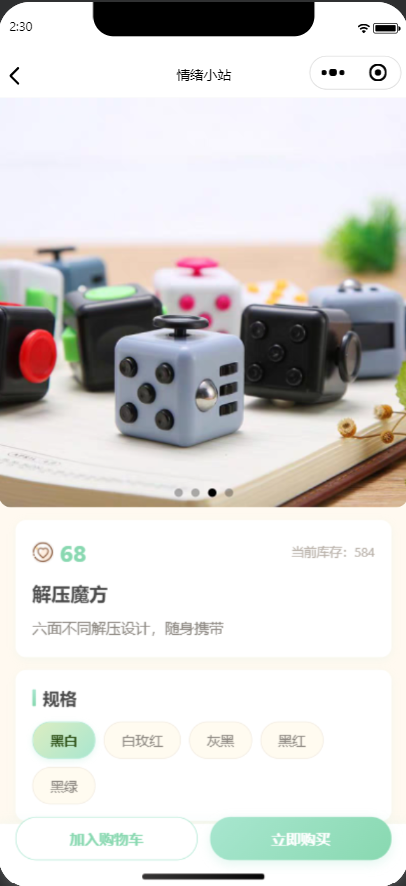 2:30
情绪小站
68
当前库存：584
解压魔方
六面不同解压设计，随身携带
规格
黑白
白玫红
灰黑
黑红
黑绿
加入购物车
立即购买